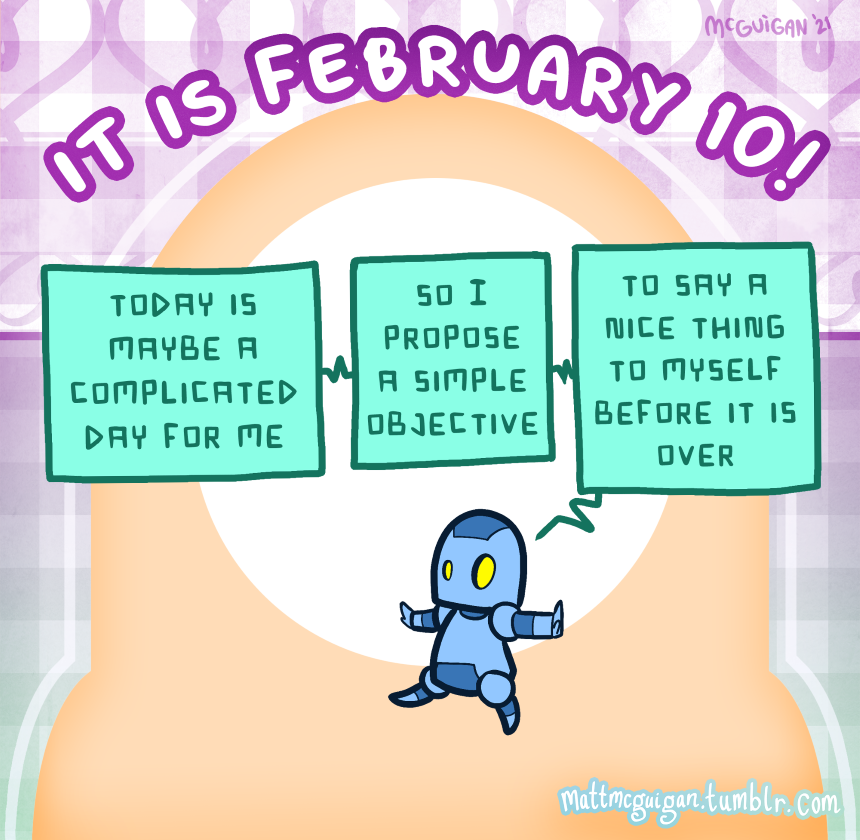 McGUiGAN '21
IT IS FEBRUARY 10!
TODAY IS
MAYBE A
COMPLICATED
DAY FOR ME
SO I
PROPOSE
A SIMPLE
OBJECTIVE
TO SAY A
NICE THING
TO MYSELF
BEFORE IT IS
OVER
mattmcguigan.tumblr.com